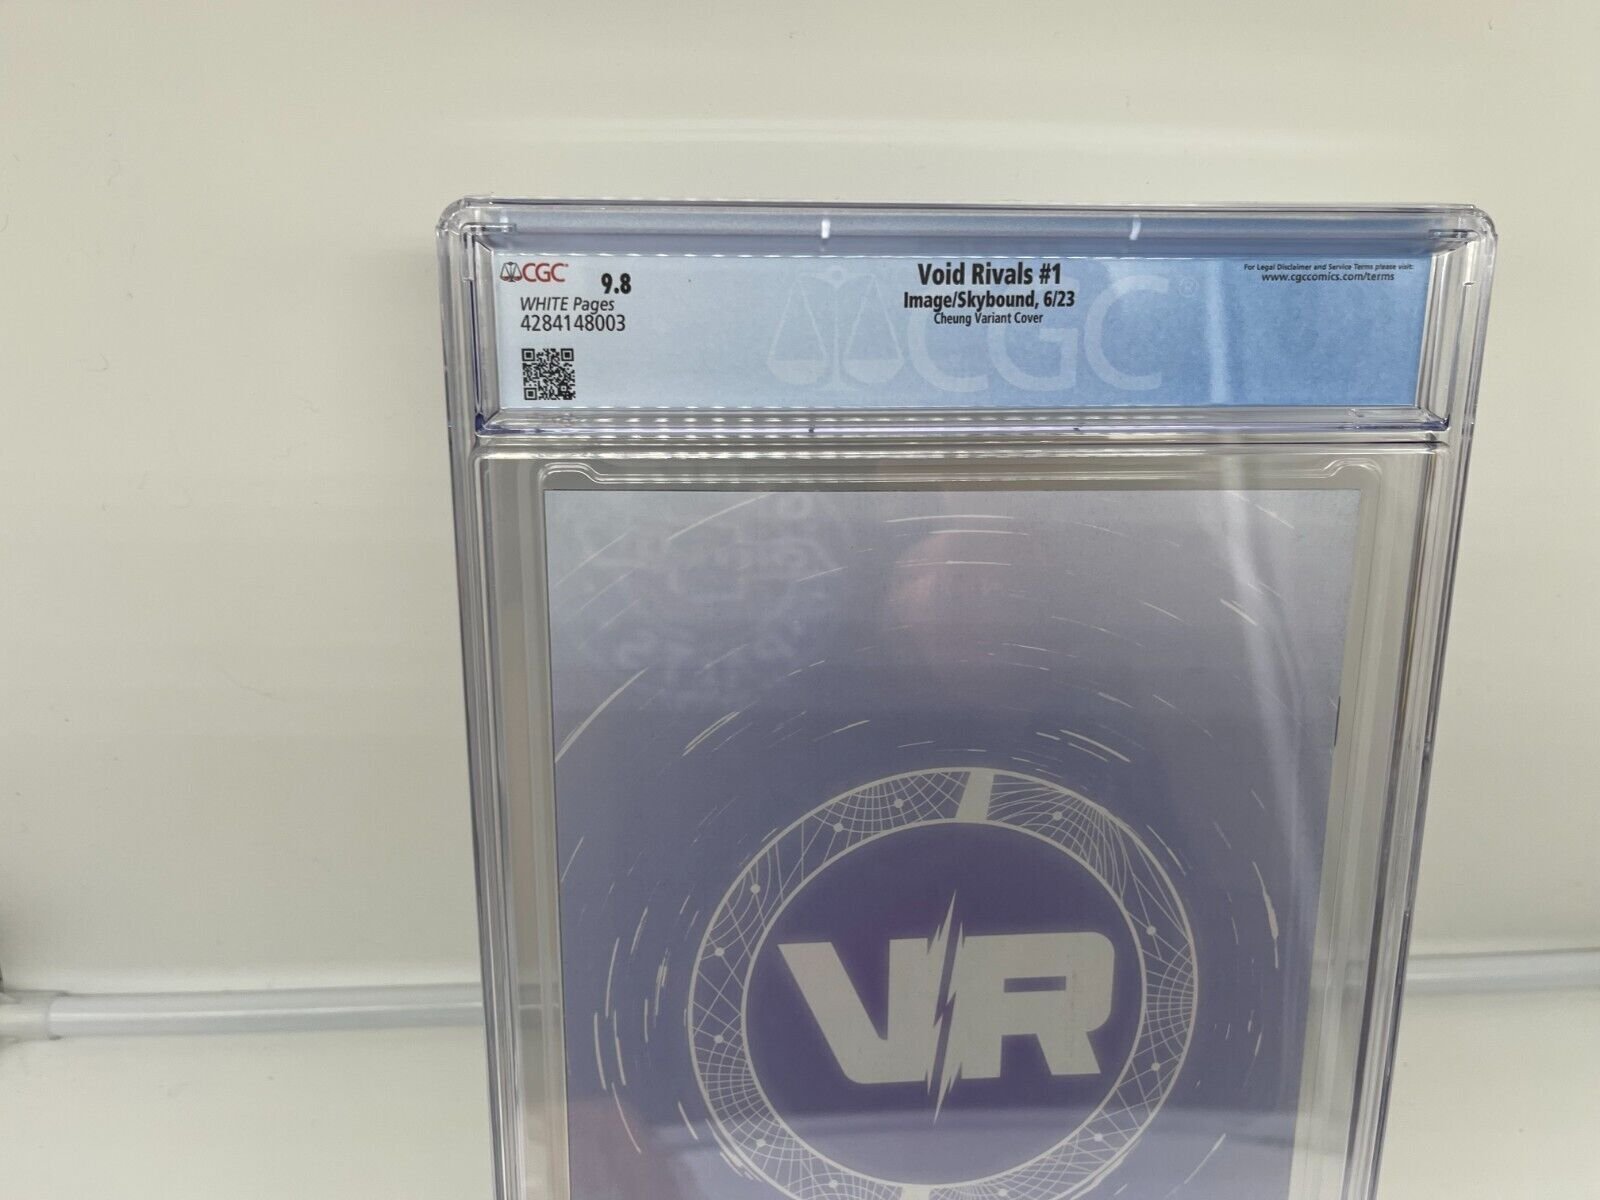 CGC 9.8
WHITE Pages
4284148003
Void Rivals #1
Image/Skybound, 6/23
Cheung Variant Cover
For Legal Disclaimer and Service Terms please visit:
www.cgccomics.com/terms
CGC
VR